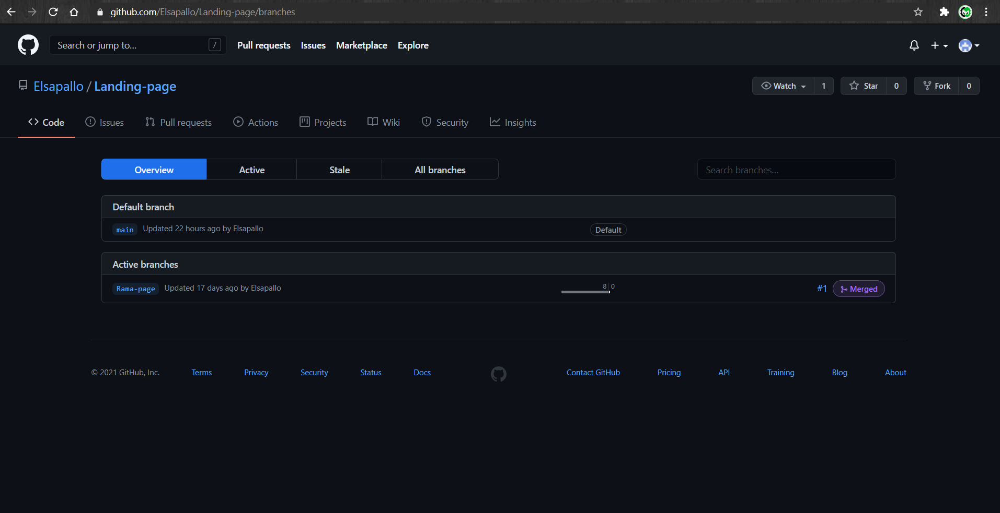 github.com/Elsapallo/Landing-page/branches
Search or jump to... / Pull requests Issues Marketplace Explore
Elsapallo / Landing-page Watch 1 Star 0 Fork 0
Code Issues Pull requests Actions Projects Wiki Security Insights
Overview Active Stale All branches Search branches...
Default branch
main Updated 22 hours ago by Elsapallo Default
Active branches
Rama-page Updated 17 days ago by Elsapallo 8 0 #1 Merged
© 2021 GitHub, Inc. Terms Privacy Security Status Docs Contact GitHub Pricing API Training Blog About